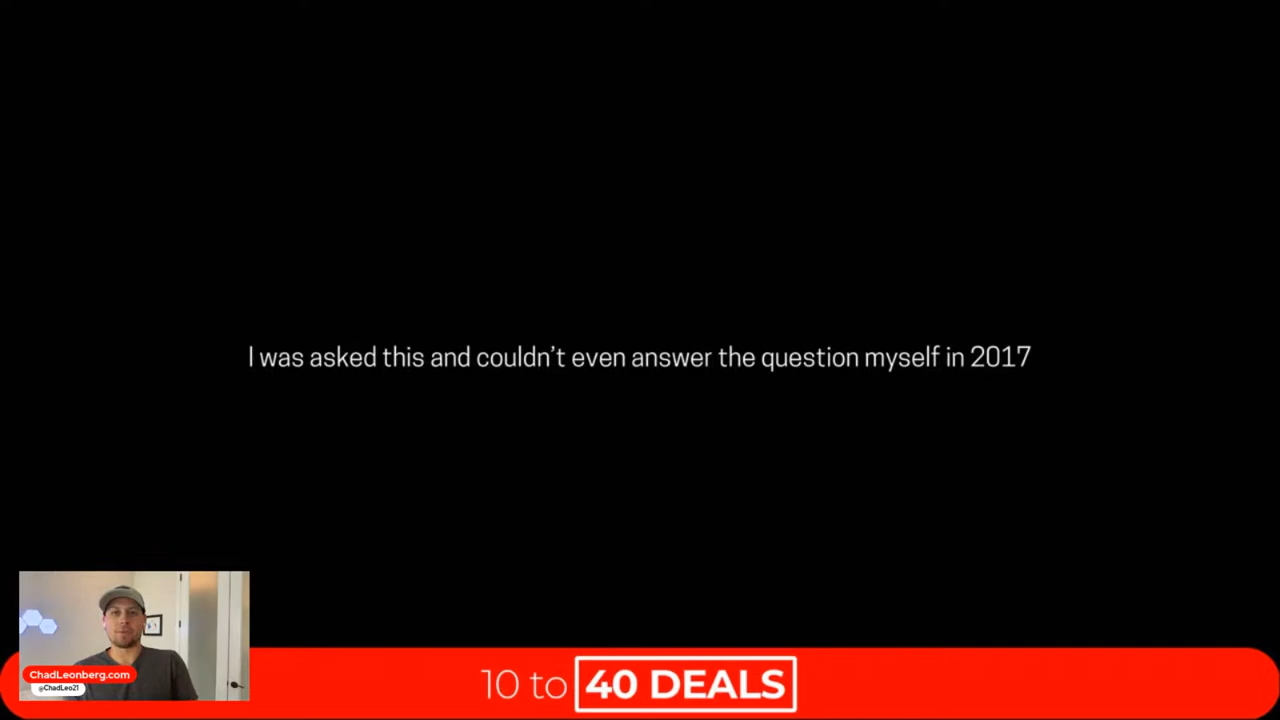 I was asked this and couldn't even answer the question myself in 2017
ChadLeonberg.com
@ChadLeo21
10 to 40 DEALS